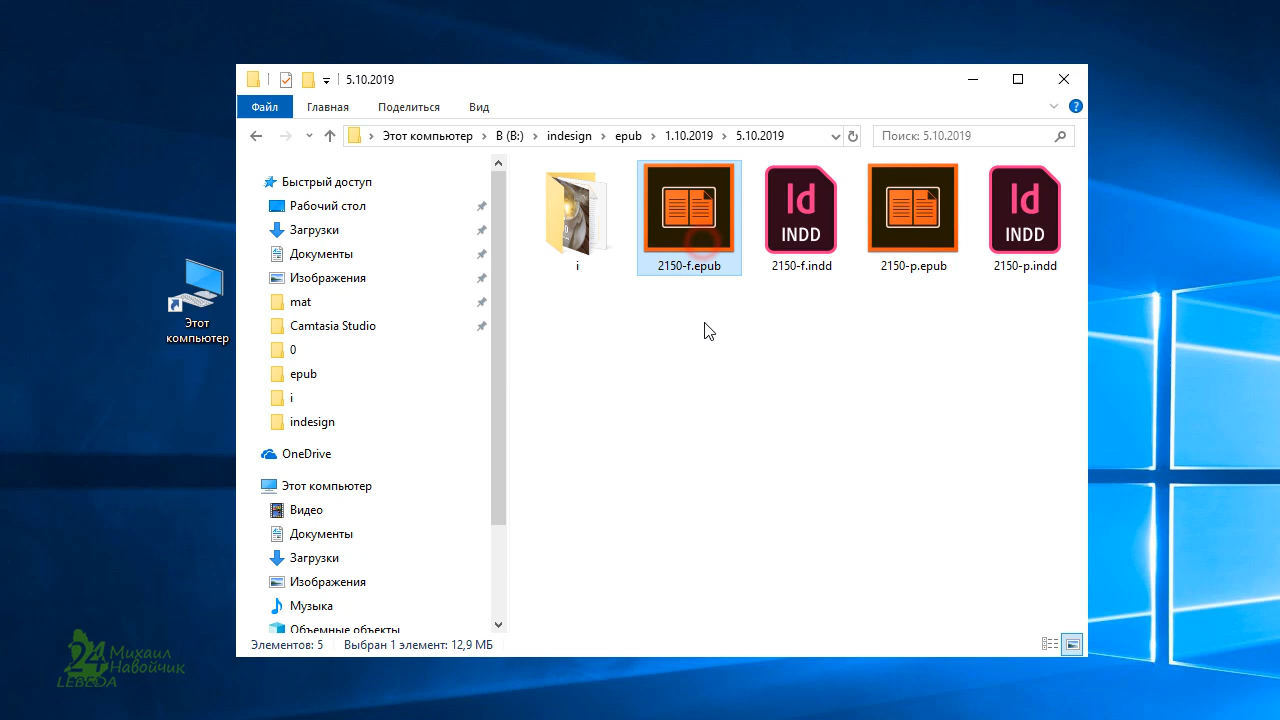 5.10.2019
Файл Главная Поделиться Вид
Этот компьютер B (B:) indesign epub 1.10.2019 5.10.2019
Поиск: 5.10.2019
Быстрый доступ
Рабочий стол
Загрузки
Документы
Изображения
mat
Camtasia Studio
0
epub
i
indesign
OneDrive
Этот компьютер
Видео
Документы
Загрузки
Изображения
Музыка
Объемные объекты
Id Id
INDD INDD
i 2150-f.epub 2150-f.indd 2150-p.epub 2150-p.indd
Элементов: 5 Выбран 1 элемент: 12,9 МБ
Этот
компьютер
24 Михаил
Навойчик
LEBEDA